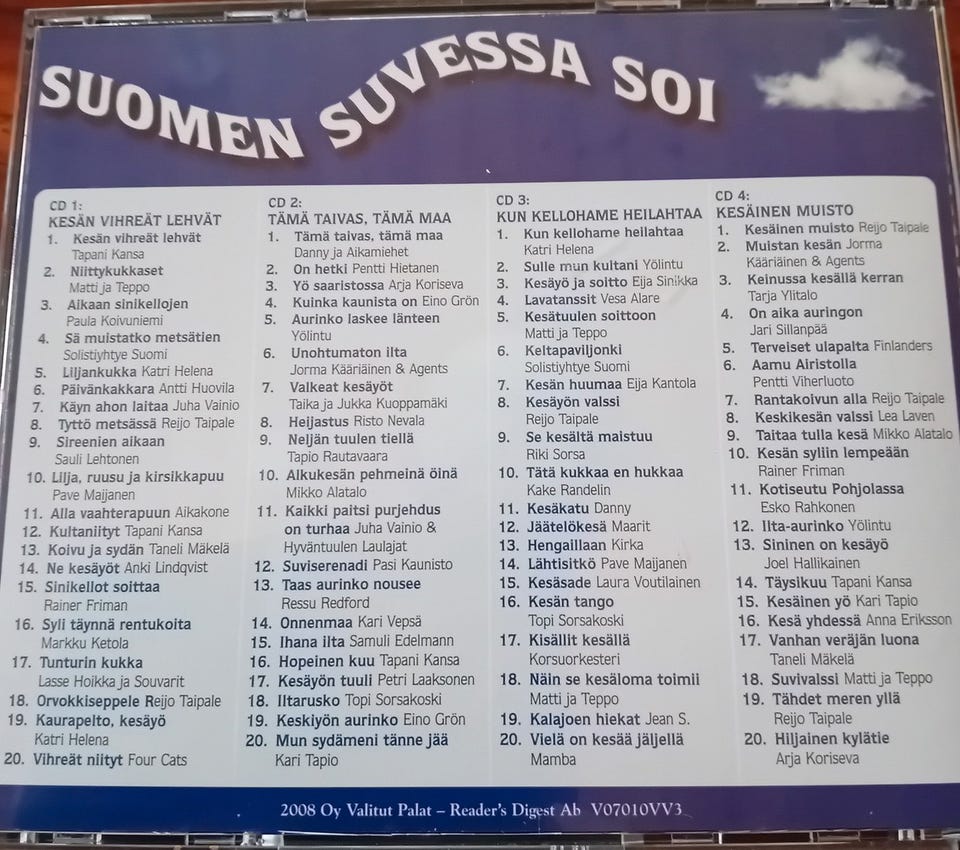 SUOMEN SUVESSA SOI
CD 1:
KESÄN VIHREÄT LEHVÄT
1. Kesän vihreät lehvät
Tapani Kansa
2. Niittykukkaset
Matti ja Teppo
3. Aikaan sinikellojen
Paula Koivuniemi
4. Sä muistatko metsätien
Solistiyhtye Suomi
5. Liljankukka Katri Helena
6. Päivänkakkara Antti Huovila
7. Käyn ahon laitaa Juha Vainio
8. Tyttö metsässä Reijo Taipale
9. Sireenien aikaan
Sauli Lehtonen
10. Lilja, ruusu ja kirsikkapuu
Pave Maijanen
11. Alla vaahterapuun Aikakone
12. Kultaniityt Tapani Kansa
13. Koivu ja sydän Taneli Mäkelä
14. Ne kesäyöt Anki Lindqvist
15. Sinikellot soittaa
Rainer Friman
16. Syli täynnä rentukoita
Markku Ketola
17. Tunturin kukka
Lasse Hoikka ja Souvarit
18. Orvokkiseppele Reijo Taipale
19. Kaurapelto, kesäyö
Katri Helena
20. Vihreät niityt Four Cats
CD 2:
TÄMÄ TAIVAS, TÄMÄ MAA
1. Tämä taivas, tämä maa
Danny ja Aikamiehet
2. On hetki Pentti Hietanen
3. Yö saaristossa Arja Koriseva
4. Kuinka kaunista on Eino Grön
5. Aurinko laskee länteen
Yölintu
6. Unohtumaton ilta
Jorma Kääriäinen & Agents
7. Valkeat kesäyöt
Taika ja Jukka Kuoppamäki
8. Heijastus Risto Nevala
9. Neljän tuulen tiellä
Tapio Rautavaara
10. Alkukesän pehmeinä öinä
Mikko Alatalo
11. Kaikki paitsi purjehdus
on turhaa Juha Vainio &
Hyväntuulen Laulajat
12. Suviserenadi Pasi Kaunisto
13. Taas aurinko nousee
Ressu Redford
14. Onnenmaa Kari Vepsä
15. Ihana ilta Samuli Edelmann
16. Hopeinen kuu Tapani Kansa
17. Kesäyön tuuli Petri Laaksonen
18. Iltarusko Topi Sorsakoski
19. Keskiyön aurinko Eino Grön
20. Mun sydämeni tänne jää
Kari Tapio
CD 3:
KUN KELLOHAME HEILAHTAA
1. Kun kellohame heilahtaa
Katri Helena
2. Sulle mun kultani Yölintu
3. Kesäyö ja soitto Eija Sinikka
4. Lavatanssit Vesa Alare
5. Kesätuulen soittoon
Matti ja Teppo
6. Keltapaviljonki
Solistiyhtye Suomi
7. Kesän huumaa Eija Kantola
8. Kesäyön valssi
Reijo Taipale
9. Se kesältä maistuu
Riki Sorsa
10. Tätä kukkaa en hukkaa
Kake Randelin
11. Kesäkatu Danny
12. Jäätelökesä Maarit
13. Hengaillaan Kirka
14. Lähtisitkö Pave Maijanen
15. Kesäsade Laura Voutilainen
16. Kesän tango
Topi Sorsakoski
17. Kisällit kesällä
Korsuorkesteri
18. Näin se kesäloma toimii
Matti ja Teppo
19. Kalajoen hiekat Jean S.
20. Vielä on kesää jäljellä
Mamba
CD 4:
KESÄINEN MUISTO
1. Kesäinen muisto Reijo Taipale
2. Muistan kesän Jorma
Kääriäinen & Agents
3. Keinussa kesällä kerran
Tarja Ylitalo
4. On aika auringon
Jari Sillanpää
5. Terveiset ulapalta Finlanders
6. Aamu Airistolla
Pentti Viherluoto
7. Rantakoivun alla Reijo Taipale
8. Keskikesän valssi Lea Laven
9. Taitaa tulla kesä Mikko Alatalo
10. Kesän syliin lempeään
Rainer Friman
11. Kotiseutu Pohjolassa
Esko Rahkonen
12. Ilta-aurinko Yölintu
13. Sininen on kesäyö
Joel Hallikainen
14. Täysikuu Tapani Kansa
15. Kesäinen yö Kari Tapio
16. Kesä yhdessä Anna Eriksson
17. Vanhan veräjän luona
Taneli Mäkelä
18. Suvivalssi Matti ja Teppo
19. Tähdet meren yllä
Reijo Taipale
20. Hiljainen kylätie
Arja Koriseva
2008 Oy Valitut Palat – Reader's Digest Ab V07010VV3